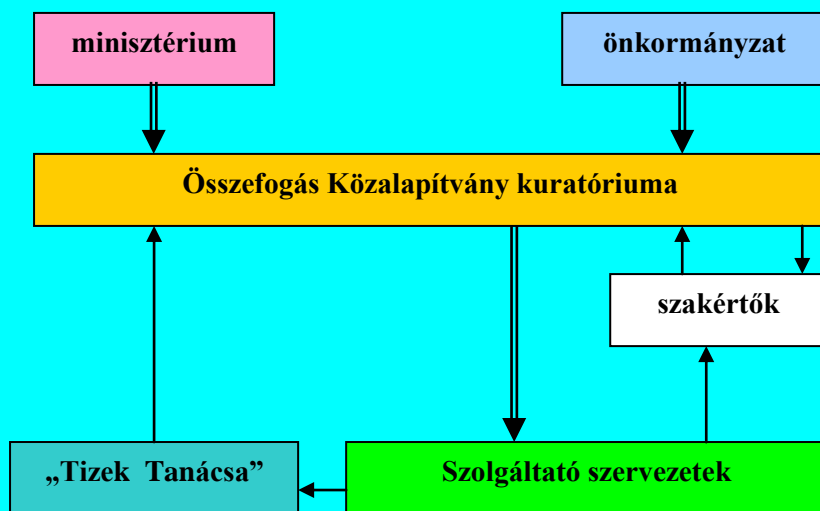 minisztérium
önkormányzat
Összefogás Közalapítvány kuratóriuma
szakértők
„Tizek Tanácsa”
Szolgáltató szervezetek